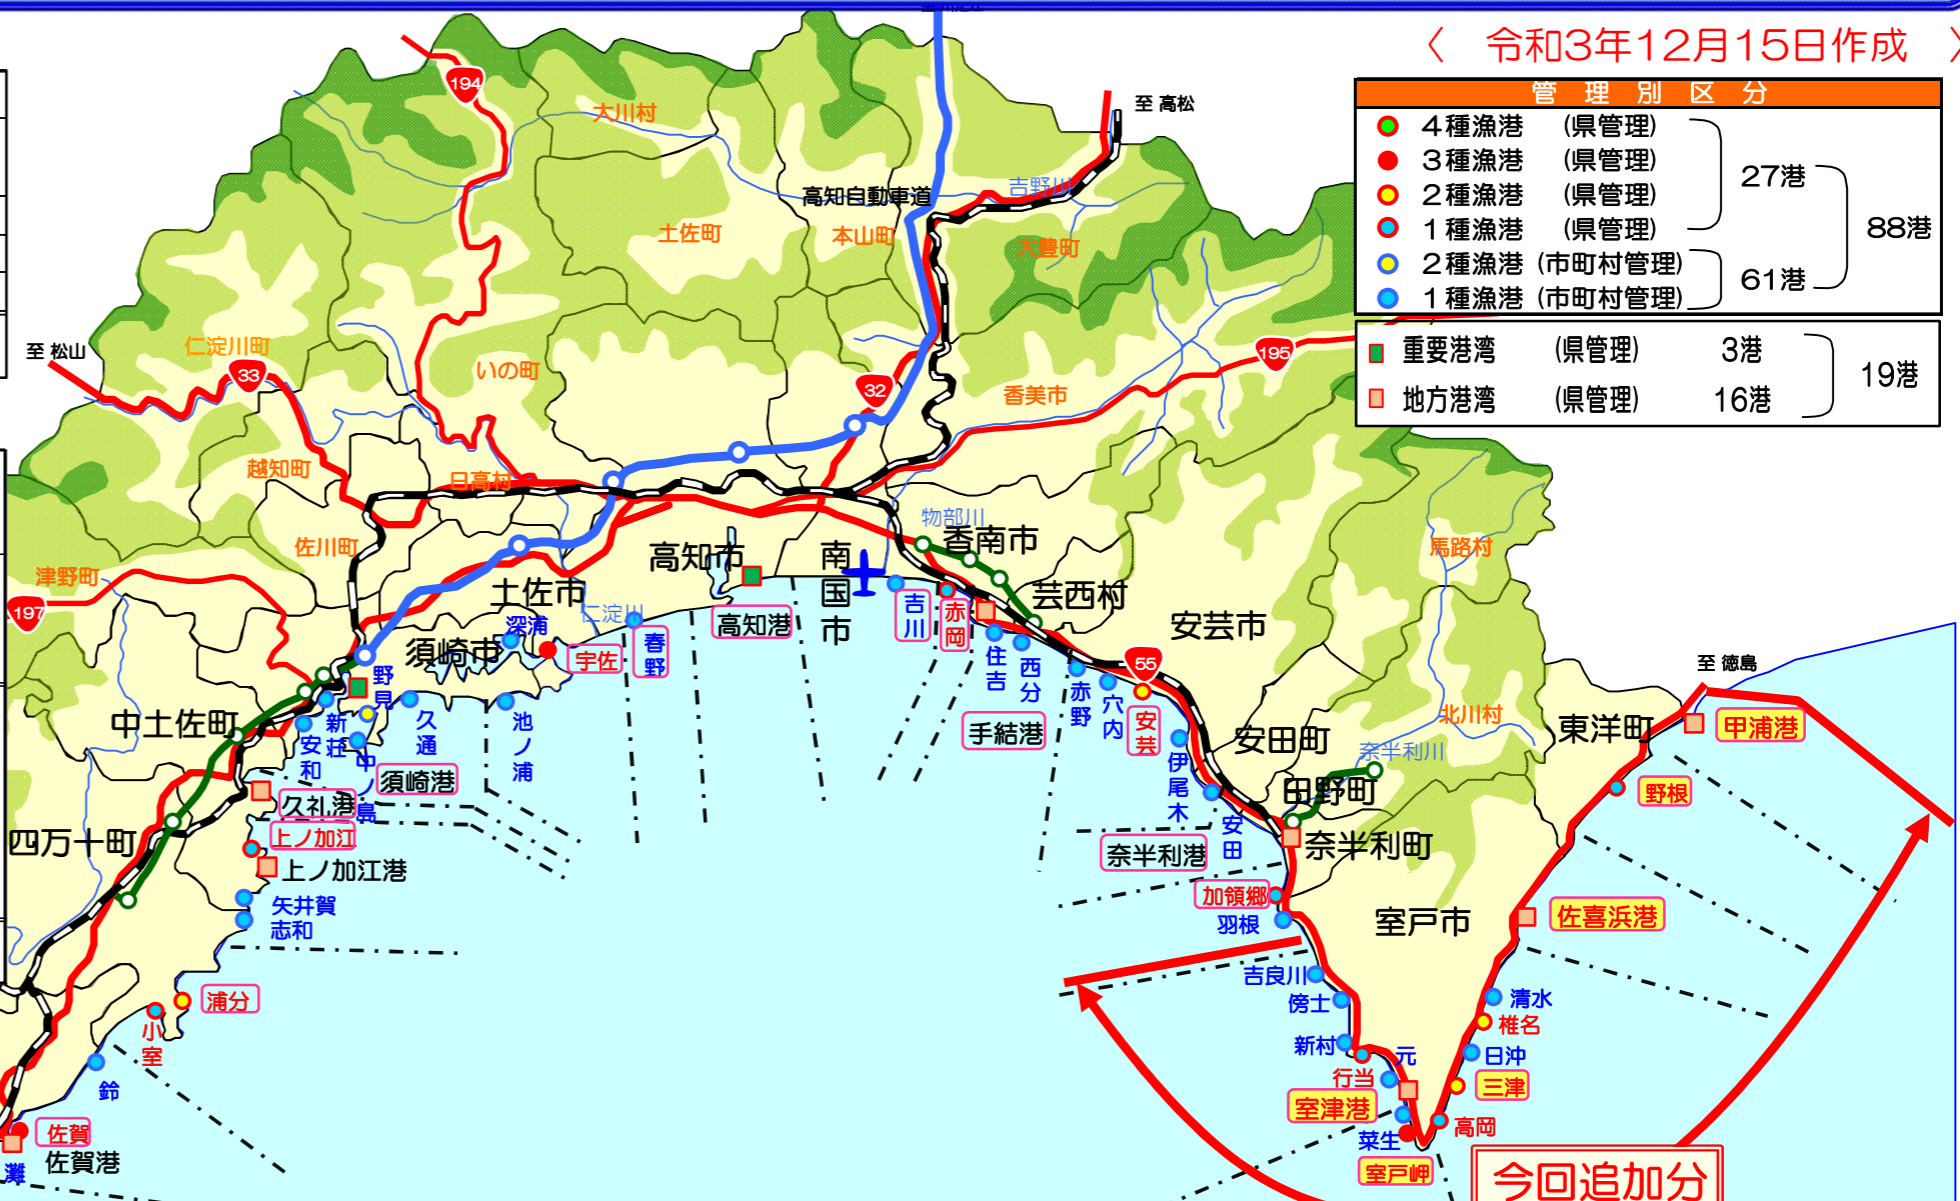 〈　令和3年12月15日作成　〉
管 理 別 区 分
4種漁港 (県管理)
3種漁港 (県管理)
2種漁港 (県管理)
1種漁港 (県管理)
27港
2種漁港 (市町村管理)
1種漁港 (市町村管理)
61港
88港
重要港湾 (県管理) 3港
地方港湾 (県管理) 16港
19港
194
大川村
至 高松
高知自動車道
吉野川
土佐町
本山町
大豊町
至 松山
仁淀川町
33
いの町
32
195
香美市
越知町
日高村
佐川町
津野町
197
物部川
香南市
高知市
南国市
馬路村
土佐市
仁淀川
芸西村
安芸市
高知港
吉川
赤岡
春野
深浦
宇佐
須崎市
住吉
西分
手結港
赤野
穴内
55
安芸
至 徳島
野見
新荘
安和
久通
池ノ浦
中ノ島
須崎港
中土佐町
久礼港
上ノ加江
上ノ加江港
四万十町
矢井賀
志和
伊尾木
安田
安田町
北川村
奈半利川
田野町
東洋町
甲浦港
野根
奈半利港
奈半利町
加領郷
羽根
室戸市
佐喜浜港
浦分
小室
鈴
吉良川
傍士
新村
行当
元
室津港
菜生
室戸岬
清水
椎名
日沖
三津
高岡
佐賀
佐賀港
灘
今回追加分